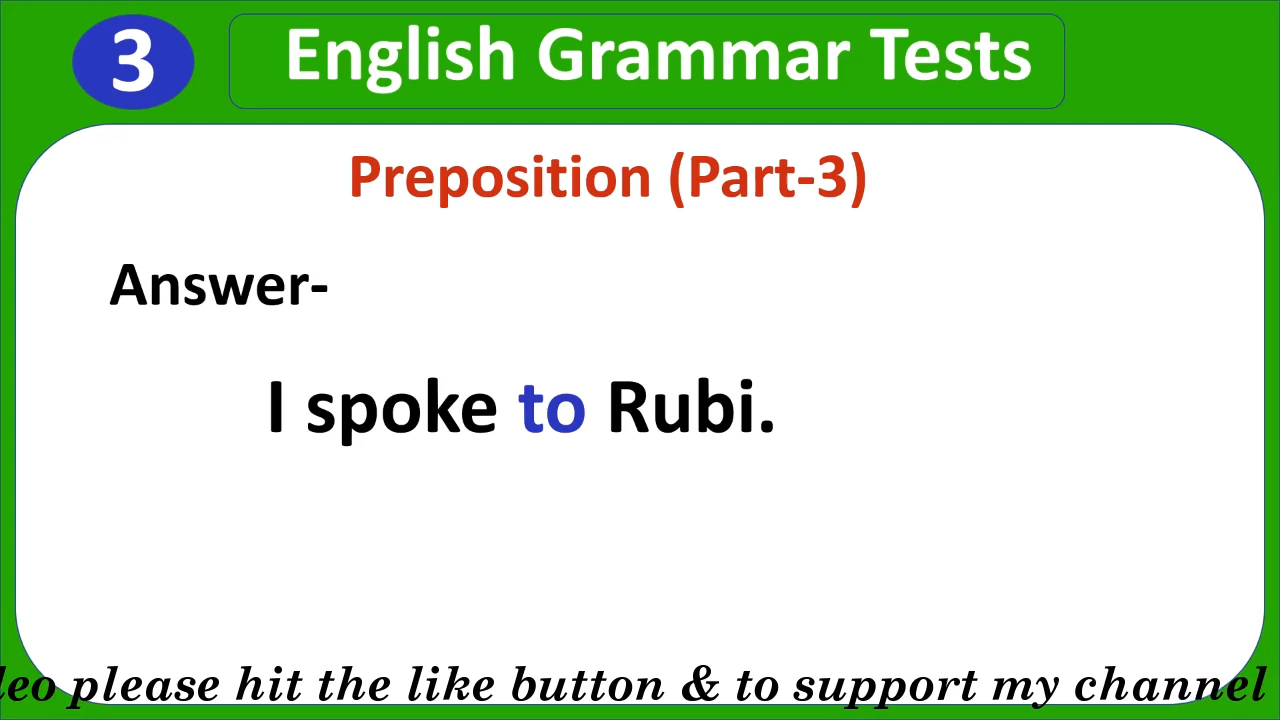 3
English Grammar Tests
Preposition (Part-3)
Answer-
I spoke to Rubi.
please hit the like button & to support my channel